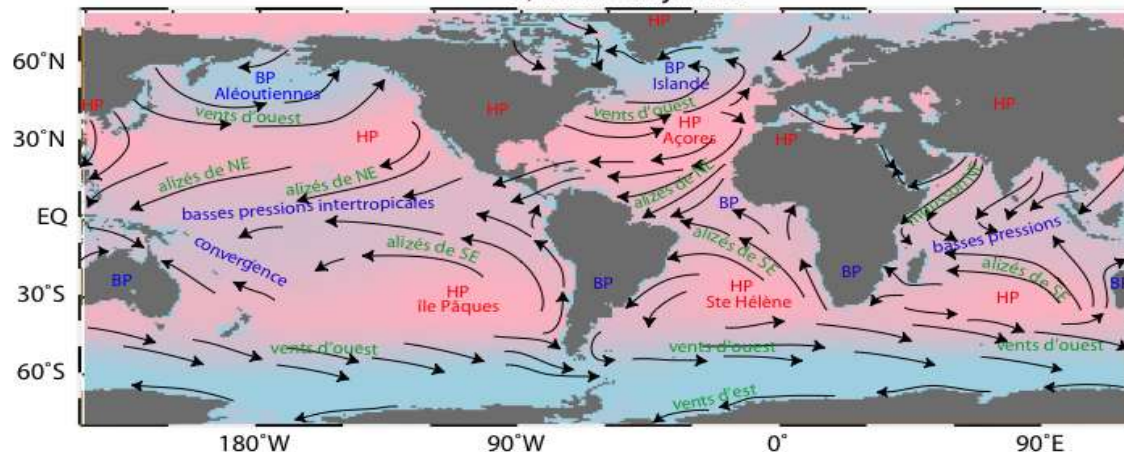 HP
60˚N
BP
Aléoutiennes
BP
Islande
HP
vents d'ouest
HP
vents d'ouest
HP
HP
Açores
30˚N
HP
HP
alizés de NE
alizés de NE
alizés de NE
EQ
basses pressions intertropicales
BP
basses pressions
convergence
alizés de SE
alizés de SE
alizés de SE
BP
BP
BP
30˚S
HP
île Pâques
HP
Ste Hélène
HP
vents d'ouest
vents d'ouest
vents d'ouest
60˚S
vents d'est
180˚W
90˚W
0˚
90˚E